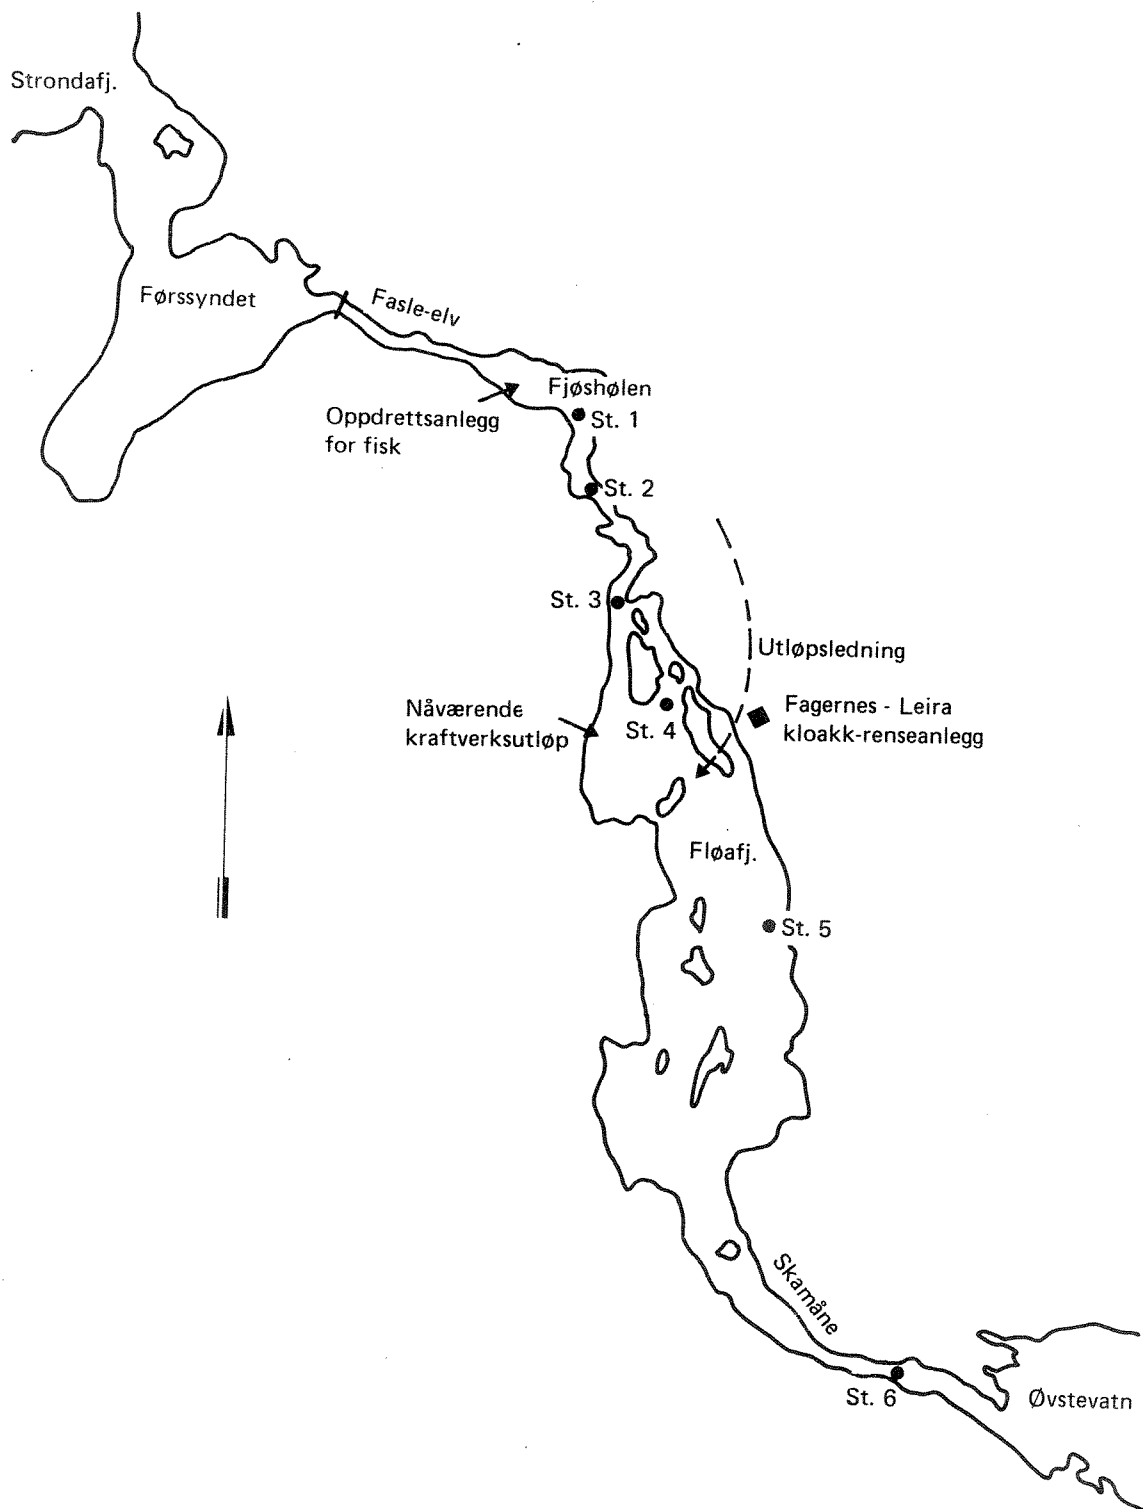 Strondafj.
Førssyndet
Fasle-elv
Fjøshølen
St. 1
Oppdrettsanlegg
for fisk
St. 2
St. 3
Utløpsledning
Nåværende
kraftverksutløp
St. 4
Fagernes - Leira
kloakk-renseanlegg
Fløafj.
St. 5
Skamåne
St. 6
Øvstevatn